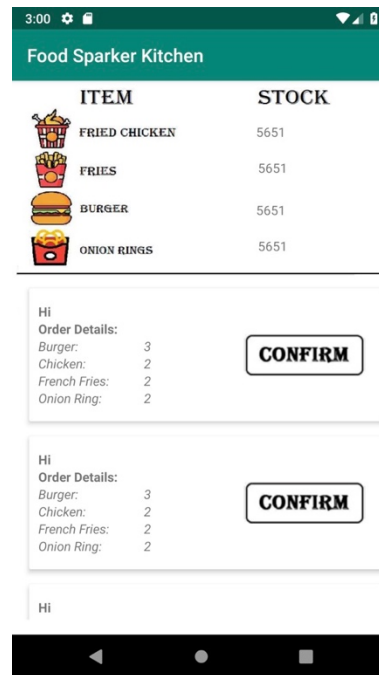 3:00
Food Sparker Kitchen
ITEM STOCK
FRIED CHICKEN 5651
FRIES 5651
BURGER 5651
ONION RINGS 5651
Hi
Order Details:
Burger: 3
Chicken: 2
French Fries: 2
Onion Ring: 2
CONFIRM
Hi
Order Details:
Burger: 3
Chicken: 2
French Fries: 2
Onion Ring: 2
CONFIRM
Hi